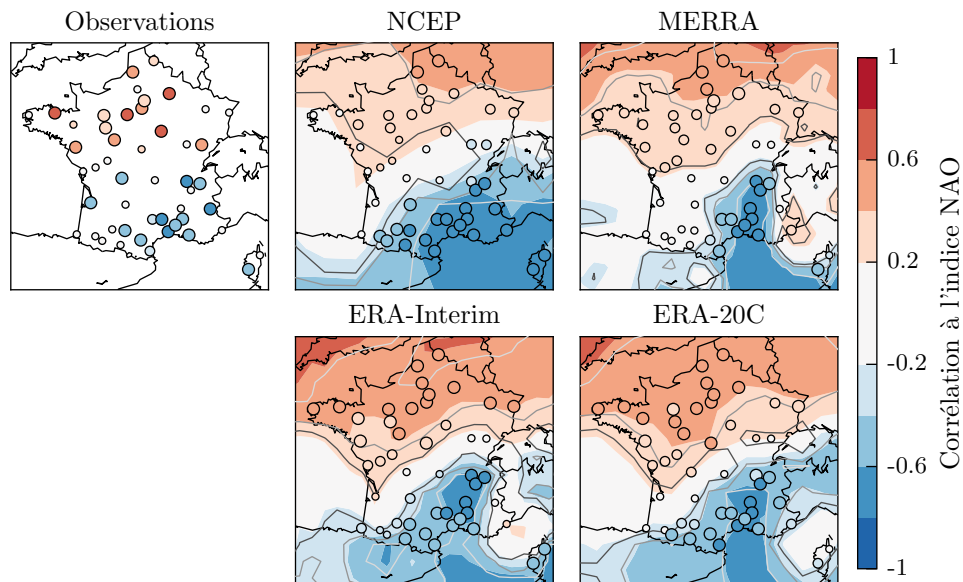 Observations
NCEP
MERRA
ERA-Interim
ERA-20C
1
0.6
0.2
-0.2
-0.6
-1
Corrélation à l'indice NAO